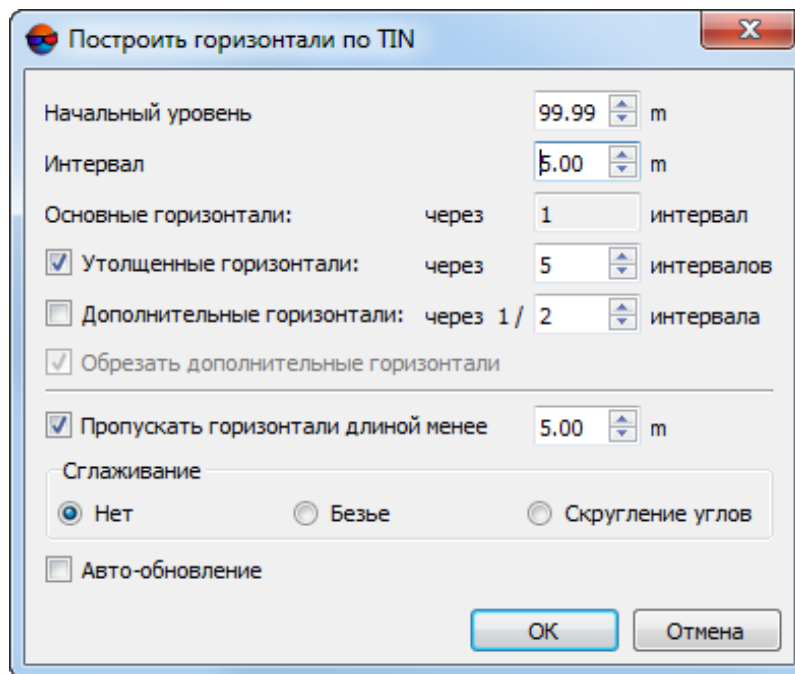 Построить горизонтали по TIN
Начальный уровень 99.99 m
Интервал 5.00 m
Основные горизонтали: через 1 интервал
Утолщенные горизонтали: через 5 интервалов
Дополнительные горизонтали: через 1 / 2 интервала
Обрезать дополнительные горизонтали
Пропускать горизонтали длиной менее 5.00 m
Сглаживание
Нет Безье Скругление углов
Авто-обновление
OK Отмена